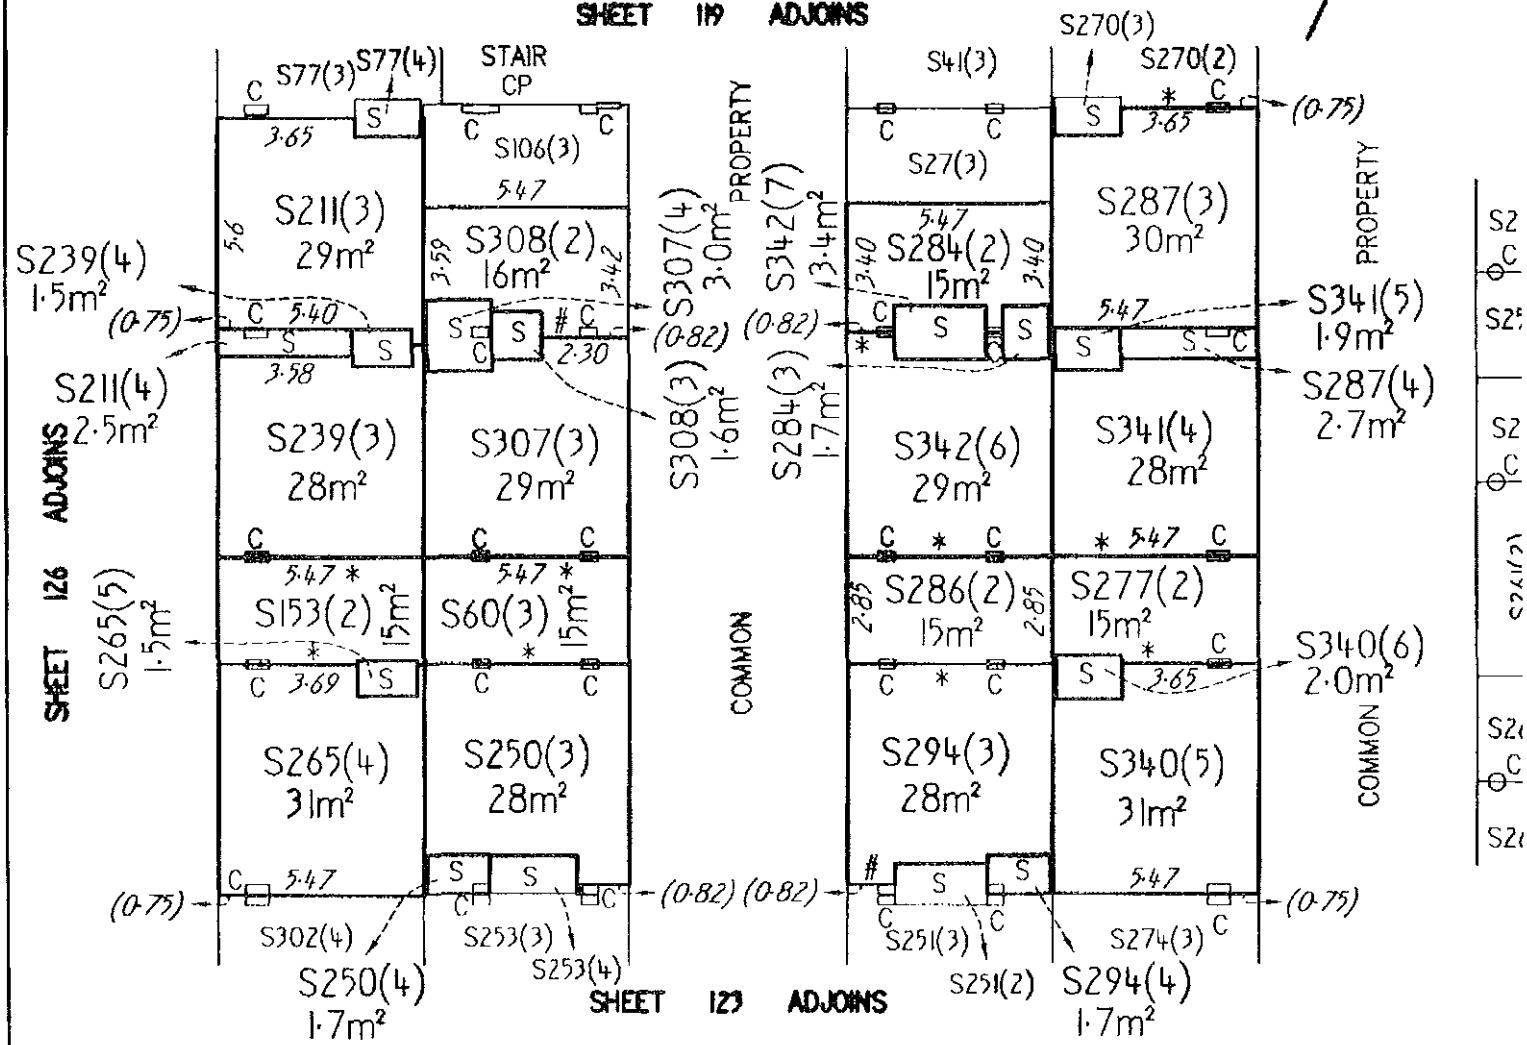 SHEET 119 ADJOINS
S77(3)
S77(4)
STAIR
CP
S41(3)
S270(3)
S270(2)
C
S
3.65
C
C
S106(3)
5.47
PROPERTY
C
C
S27(3)
5.47
S
*
3.65
C
(0.75)
S211(3)
29m²
5.6
S308(2)
16m²
3.59
3.42
S307(4)
3.0m²
S342(7)
3.4m²
S284(2)
15m²
3.40
3.40
S287(3)
30m²
PROPERTY
S239(4)
1.5m²
(0.75)
C
5.40
S
S
3.58
S
C
S
#
C
2.30
(0.82)
(0.82)
C
*
S
S
5.47
S
S
C
S341(5)
1.9m²
S211(4)
2.5m²
S308(3)
1.6m²
S284(3)
1.7m²
S287(4)
2.7m²
S239(3)
28m²
S307(3)
29m²
S342(6)
29m²
S341(4)
28m²
SHEET 126 ADJOINS
C
5.47 *
C
C
5.47 *
C
*
C
* 5.47
C
S265(5)
1.5m²
S153(2)
15m²
S60(3)
15m²
COMMON
2.85
S286(2)
15m²
2.85
S277(2)
15m²
*
C
3.69
S
*
C
C
C
*
C
*
S
3.65
C
S340(6)
2.0m²
S265(4)
31m²
S250(3)
28m²
S294(3)
28m²
S340(5)
31m²
COMMON
(0.75)
C
5.47
S
C
S
C
(0.82)
(0.82)
#
C
S
C
S
5.47
C
(0.75)
S302(4)
S250(4)
1.7m²
S253(3)
S253(4)
S251(3)
S251(2)
S294(4)
1.7m²
S274(3)
SHEET 123 ADJOINS
S2
C
S2
C
C